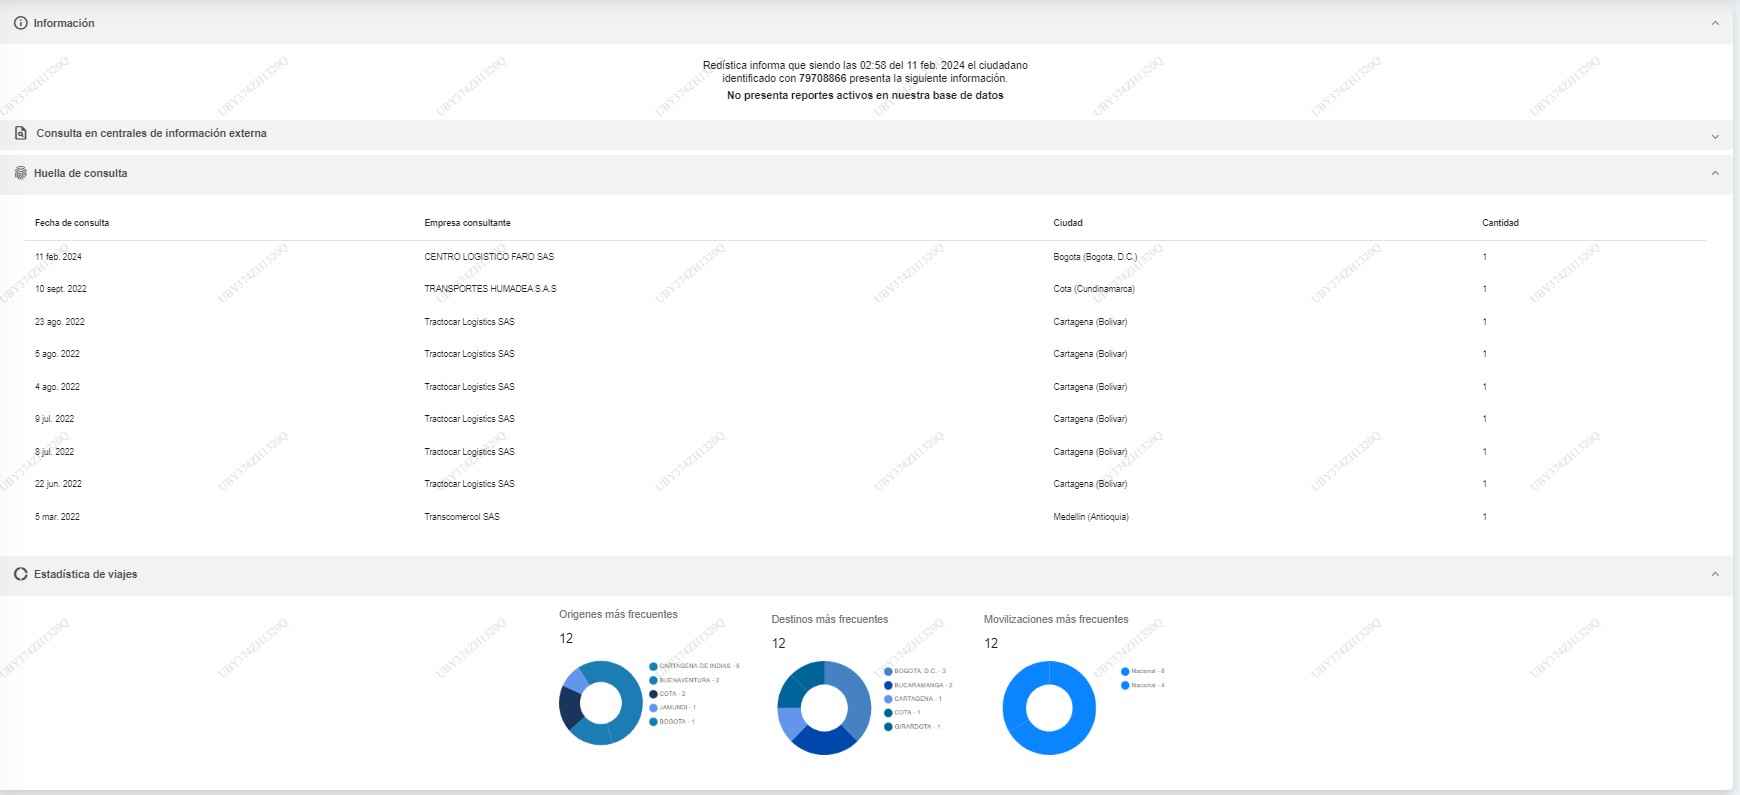 Información
Redística informa que siendo las 02:58 del 11 feb. 2024 el ciudadano
identificado con 79708866 presenta la siguiente información.
No presenta reportes activos en nuestra base de datos
Consulta en centrales de información externa
Huella de consulta
Fecha de consulta Empresa consultante Ciudad Cantidad
11 feb. 2024 CENTRO LOGISTICO FARO SAS Bogota (Bogota, D.C.) 1
10 sept. 2022 TRANSPORTES HUMADEA S.A.S Cota (Cundinamarca) 1
23 ago. 2022 Tractocar Logistics SAS Cartagena (Bolivar) 1
5 ago. 2022 Tractocar Logistics SAS Cartagena (Bolivar) 1
4 ago. 2022 Tractocar Logistics SAS Cartagena (Bolivar) 1
9 jul. 2022 Tractocar Logistics SAS Cartagena (Bolivar) 1
8 jul. 2022 Tractocar Logistics SAS Cartagena (Bolivar) 1
22 jun. 2022 Tractocar Logistics SAS Cartagena (Bolivar) 1
5 mar. 2022 Transcomercol SAS Medellin (Antioquia) 1
Estadística de viajes
Origenes más frecuentes
12
CARTAGENA DE INDIAS -
BUENAVENTURA - 2
COTA - 2
JAMUNDI - 1
BOGOTA - 1
Destinos más frecuentes
12
BOGOTA, D.C. - 3
BUCARAMANGA - 2
CARTAGENA - 1
COTA - 1
GIRARDOTA - 1
Movilizaciones más frecuentes
12
Nacional - 8
Nacional - 4